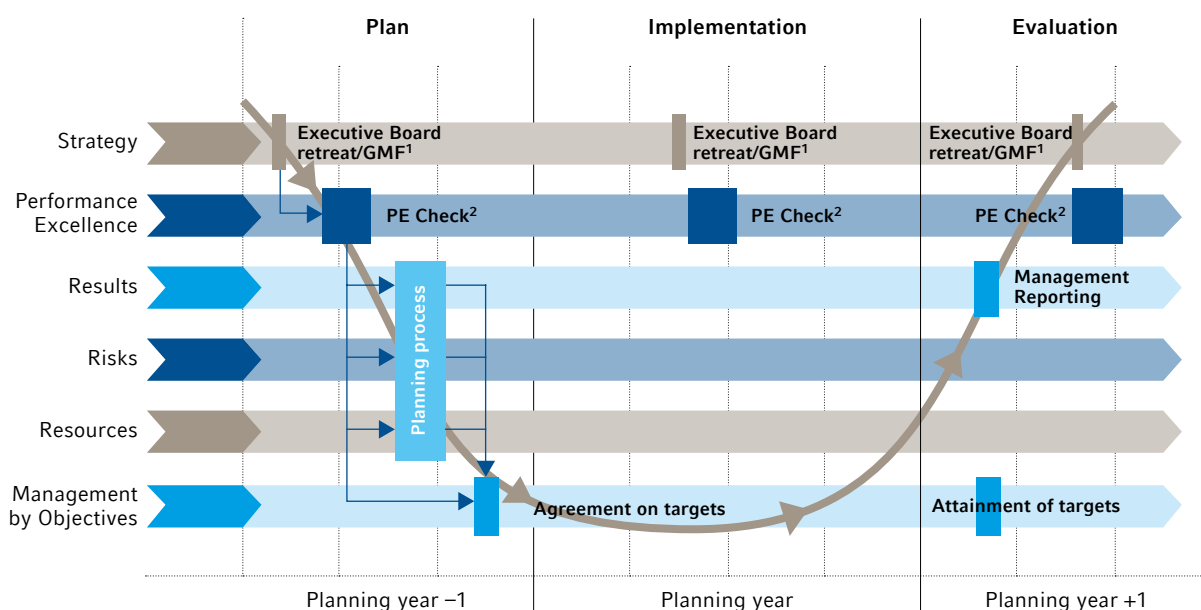 Plan
Implementation
Evaluation
Strategy
Executive Board
retreat/GMF¹
Executive Board
retreat/GMF¹
Executive Board
retreat/GMF¹
Performance
Excellence
PE Check²
PE Check²
PE Check²
Results
Management
Reporting
Planning process
Risks
Resources
Management
by Objectives
Agreement on targets
Attainment of targets
Planning year –1
Planning year
Planning year +1